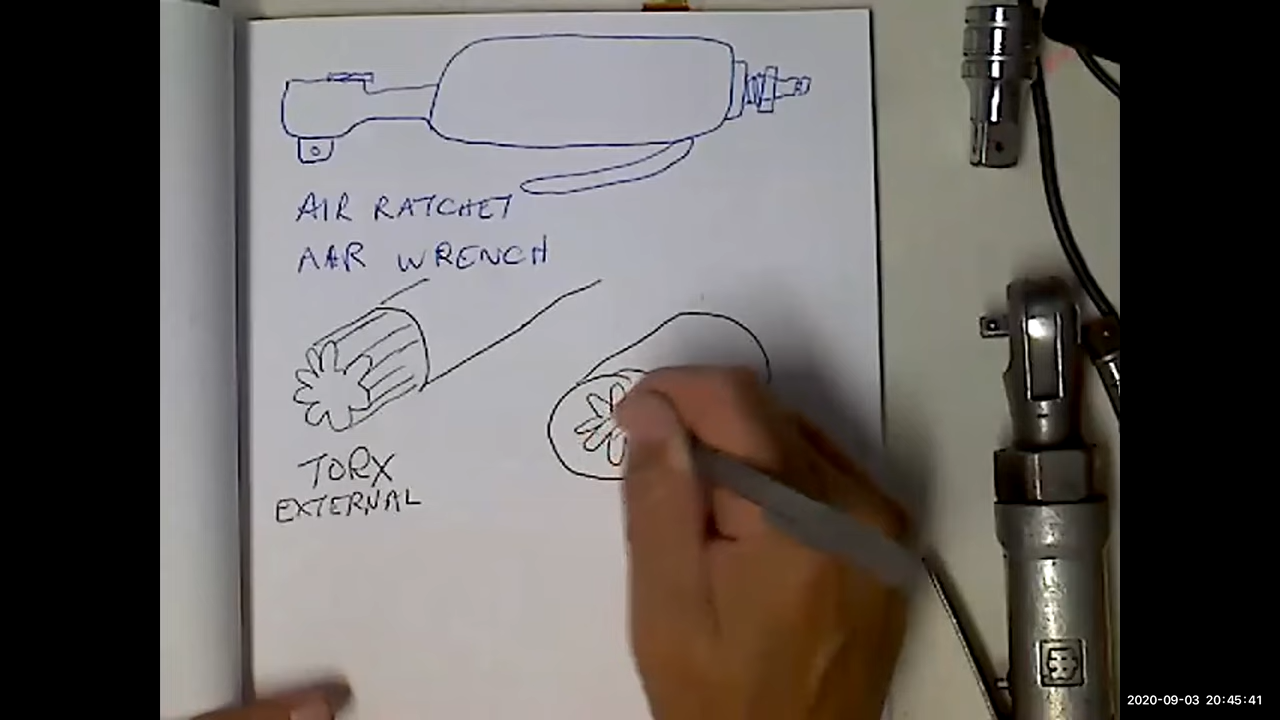 AIR RATCHET
AAR WRENCH
TORX
EXTERNAL
2020-09-03 20:45:41